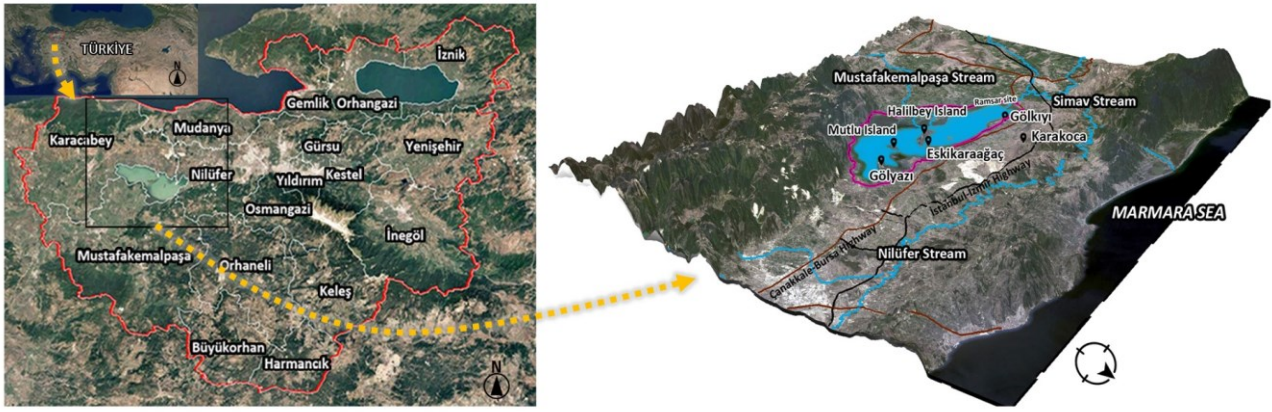 TÜRKİYE
N
İznik
Gemlik Orhangazi
Karacabey
Mudanya
Gürsu
Yenişehir
Nilüfer
Yıldırım Kestel
Osmangazi
İnegöl
Mustafakemalpaşa
Orhaneli
Keleş
Büyükorhan
Harmancık
N
Mustafakemalpaşa Stream
Ramsar site
Simav Stream
Halilbey Island
Gölkıyı
Mutlu Island
Karakoca
Eskikaraağaç
Gölyazı
İstanbul-İzmir Highway
MARMARA SEA
Çanakkale-Bursa Highway
Nilüfer Stream